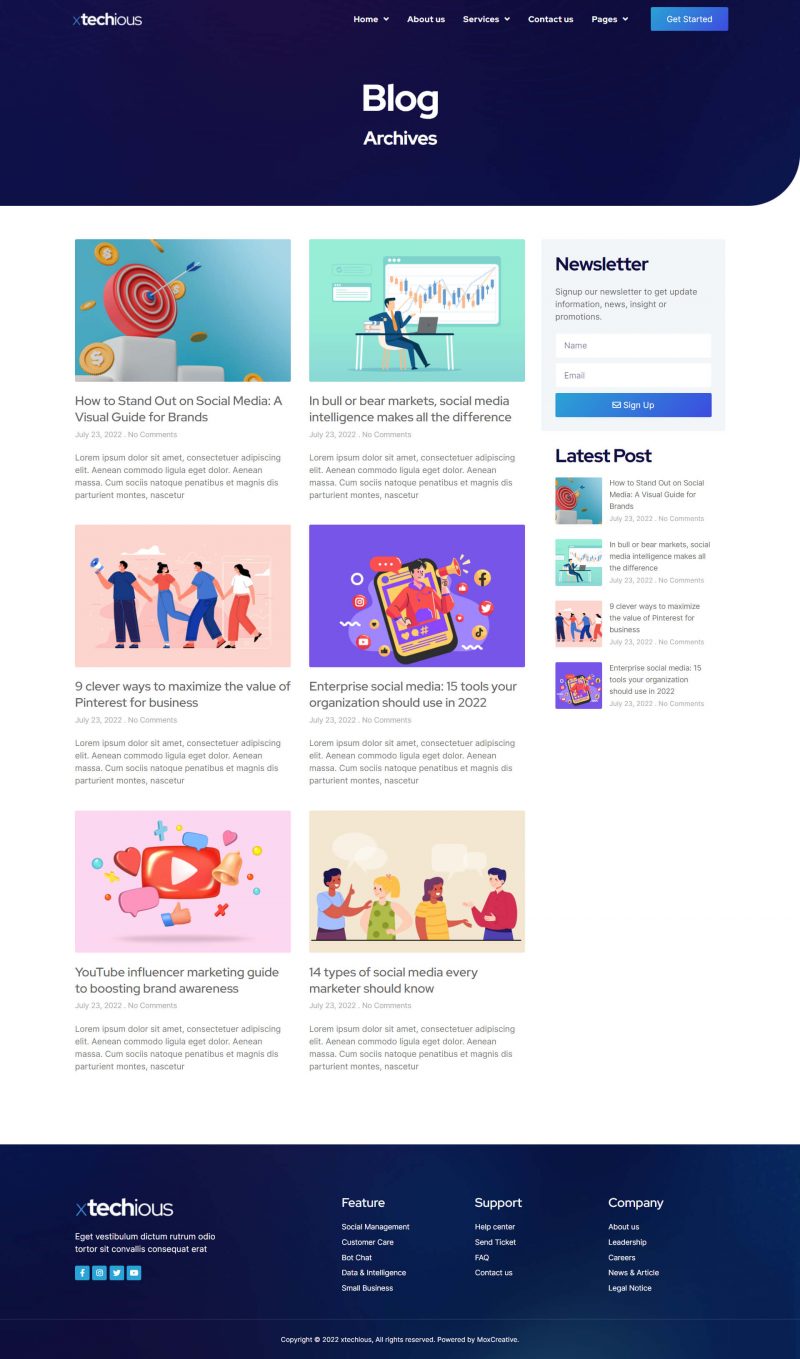 xtechious
Home
About us
Services
Contact us
Pages
Get Started
Blog
Archives
How to Stand Out on Social Media: A
Visual Guide for Brands
July 23, 2022 . No Comments
Lorem ipsum dolor sit amet, consectetuer adipiscing
elit. Aenean commodo ligula eget dolor. Aenean
massa. Cum sociis natoque penatibus et magnis dis
parturient montes, nascetur
In bull or bear markets, social media
intelligence makes all the difference
July 23, 2022 . No Comments
Lorem ipsum dolor sit amet, consectetuer adipiscing
elit. Aenean commodo ligula eget dolor. Aenean
massa. Cum sociis natoque penatibus et magnis dis
parturient montes, nascetur
9 clever ways to maximize the value of
Pinterest for business
July 23, 2022 . No Comments
Lorem ipsum dolor sit amet, consectetuer adipiscing
elit. Aenean commodo ligula eget dolor. Aenean
massa. Cum sociis natoque penatibus et magnis dis
parturient montes, nascetur
Enterprise social media: 15 tools your
organization should use in 2022
July 23, 2022 . No Comments
Lorem ipsum dolor sit amet, consectetuer adipiscing
elit. Aenean commodo ligula eget dolor. Aenean
massa. Cum sociis natoque penatibus et magnis dis
parturient montes, nascetur
YouTube influencer marketing guide
to boosting brand awareness
July 23, 2022 . No Comments
Lorem ipsum dolor sit amet, consectetuer adipiscing
elit. Aenean commodo ligula eget dolor. Aenean
massa. Cum sociis natoque penatibus et magnis dis
parturient montes, nascetur
14 types of social media every
marketer should know
July 23, 2022 . No Comments
Lorem ipsum dolor sit amet, consectetuer adipiscing
elit. Aenean commodo ligula eget dolor. Aenean
massa. Cum sociis natoque penatibus et magnis dis
parturient montes, nascetur
Newsletter
Signup our newsletter to get update
information, news, insight or
promotions.
Name
Email
Sign Up
Latest Post
How to Stand Out on Social
Media: A Visual Guide for
Brands
July 23, 2022 . No Comments
In bull or bear markets, social
media intelligence makes all
the difference
July 23, 2022 . No Comments
9 clever ways to maximize
the value of Pinterest for
business
July 23, 2022 . No Comments
Enterprise social media: 15
tools your organization
should use in 2022
July 23, 2022 . No Comments
xtechious
Eget vestibulum dictum rutrum odio
tortor sit convallis consequat erat
Feature
Social Management
Customer Care
Bot Chat
Data & Intelligence
Small Business
Support
Help center
Send Ticket
FAQ
Contact us
Company
About us
Leadership
Careers
News & Article
Legal Notice
Copyright © 2022 xtechious, All rights reserved. Powered by MoxCreative.